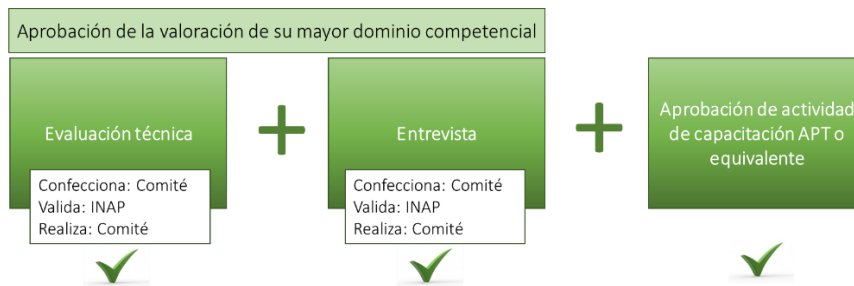 Aprobación de la valoración de su mayor dominio competencial
Evaluación técnica
Confecciona: Comité
Valida: INAP
Realiza: Comité
Entrevista
Confecciona: Comité
Valida: INAP
Realiza: Comité
Aprobación de actividad
de capacitación APT o
equivalente